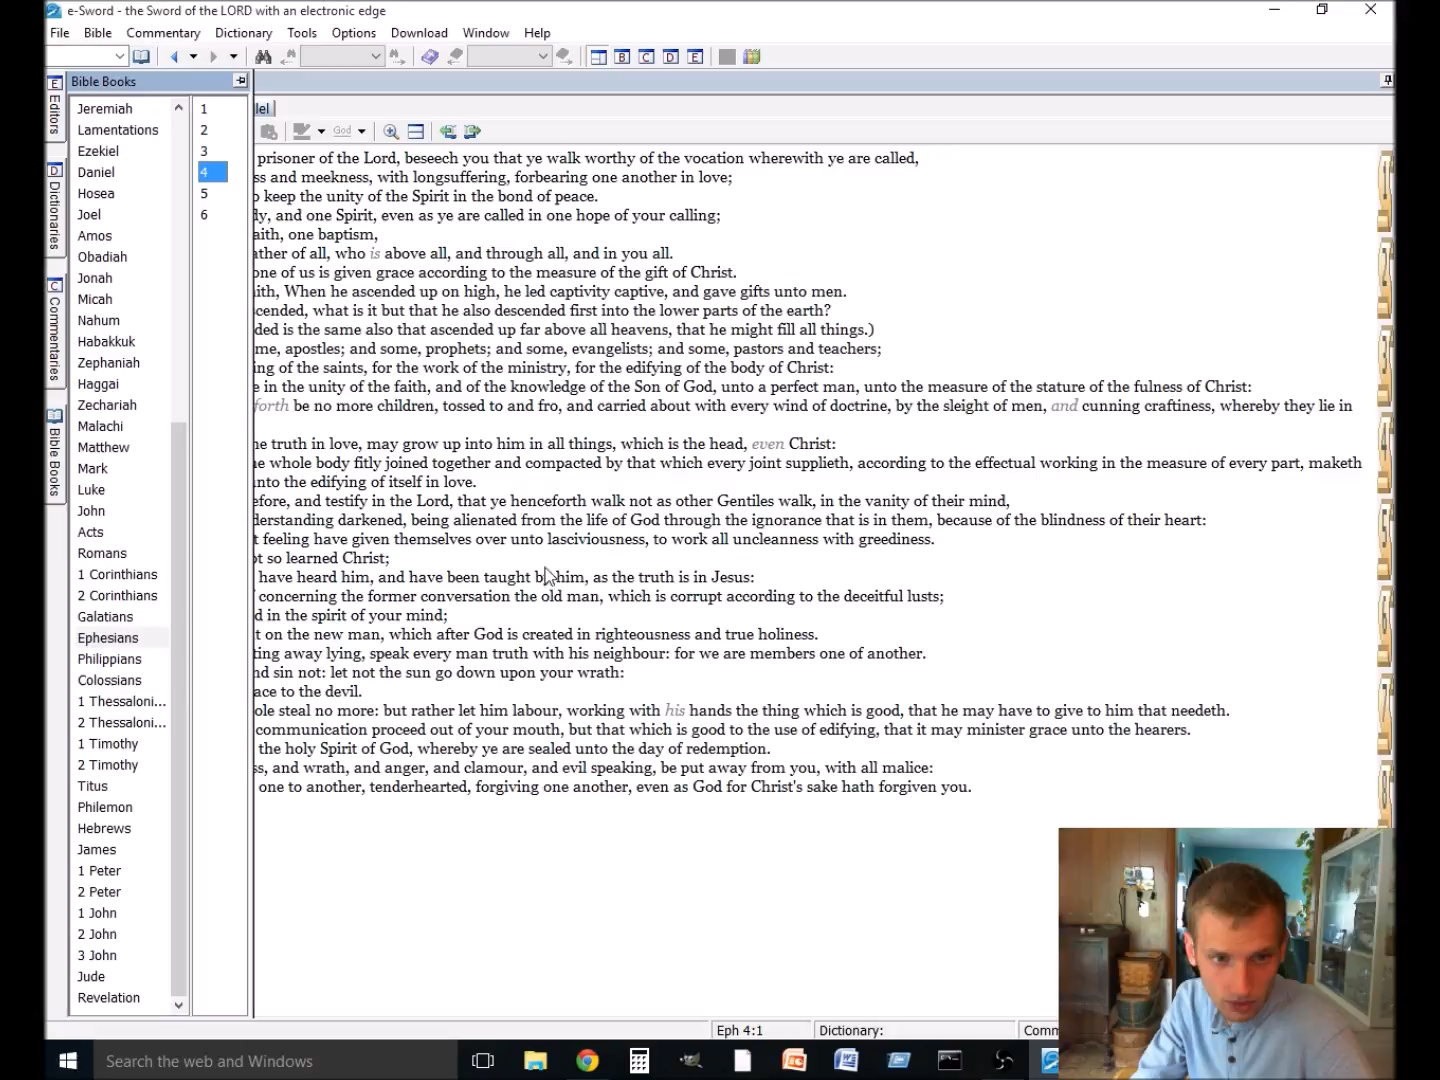 e-Sword - the Sword of the LORD with an electronic edge
File Bible Commentary Dictionary Tools Options Download Window Help
B C D E
Bible Books
Editors
Dictionaries
Commentaries
Bible Books
Jeremiah
Lamentations
Ezekiel
Daniel
Hosea
Joel
Amos
Obadiah
Jonah
Micah
Nahum
Habakkuk
Zephaniah
Haggai
Zechariah
Malachi
Matthew
Mark
Luke
John
Acts
Romans
1 Corinthians
2 Corinthians
Galatians
Ephesians
Philippians
Colossians
1 Thessaloni...
2 Thessaloni...
1 Timothy
2 Timothy
Titus
Philemon
Hebrews
James
1 Peter
2 Peter
1 John
2 John
3 John
Jude
Revelation
1
2
3
4
5
6
lel
God
prisoner of the Lord, beseech you that ye walk worthy of the vocation wherewith ye are called,
ss and meekness, with longsuffering, forbearing one another in love;
o keep the unity of the Spirit in the bond of peace.
dy, and one Spirit, even as ye are called in one hope of your calling;
aith, one baptism,
ather of all, who is above all, and through all, and in you all.
one of us is given grace according to the measure of the gift of Christ.
ith, When he ascended up on high, he led captivity captive, and gave gifts unto men.
scended, what is it but that he also descended first into the lower parts of the earth?
ded is the same also that ascended up far above all heavens, that he might fill all things.)
me, apostles; and some, prophets; and some, evangelists; and some, pastors and teachers;
ing of the saints, for the work of the ministry, for the edifying of the body of Christ:
e in the unity of the faith, and of the knowledge of the Son of God, unto a perfect man, unto the measure of the stature of the fulness of Christ:
forth be no more children, tossed to and fro, and carried about with every wind of doctrine, by the sleight of men, and cunning craftiness, whereby they lie in
he truth in love, may grow up into him in all things, which is the head, even Christ:
he whole body fitly joined together and compacted by that which every joint supplieth, according to the effectual working in the measure of every part, maketh
unto the edifying of itself in love.
efore, and testify in the Lord, that ye henceforth walk not as other Gentiles walk, in the vanity of their mind,
derstanding darkened, being alienated from the life of God through the ignorance that is in them, because of the blindness of their heart:
t feeling have given themselves over unto lasciviousness, to work all uncleanness with greediness.
ot so learned Christ;
have heard him, and have been taught by him, as the truth is in Jesus:
f concerning the former conversation the old man, which is corrupt according to the deceitful lusts;
d in the spirit of your mind;
t on the new man, which after God is created in righteousness and true holiness.
ting away lying, speak every man truth with his neighbour: for we are members one of another.
nd sin not: let not the sun go down upon your wrath:
ace to the devil.
ole steal no more: but rather let him labour, working with his hands the thing which is good, that he may have to give to him that needeth.
communication proceed out of your mouth, but that which is good to the use of edifying, that it may minister grace unto the hearers.
the holy Spirit of God, whereby ye are sealed unto the day of redemption.
ss, and wrath, and anger, and clamour, and evil speaking, be put away from you, with all malice:
one to another, tenderhearted, forgiving one another, even as God for Christ's sake hath forgiven you.
Eph 4:1 Dictionary: Comm
Search the web and Windows